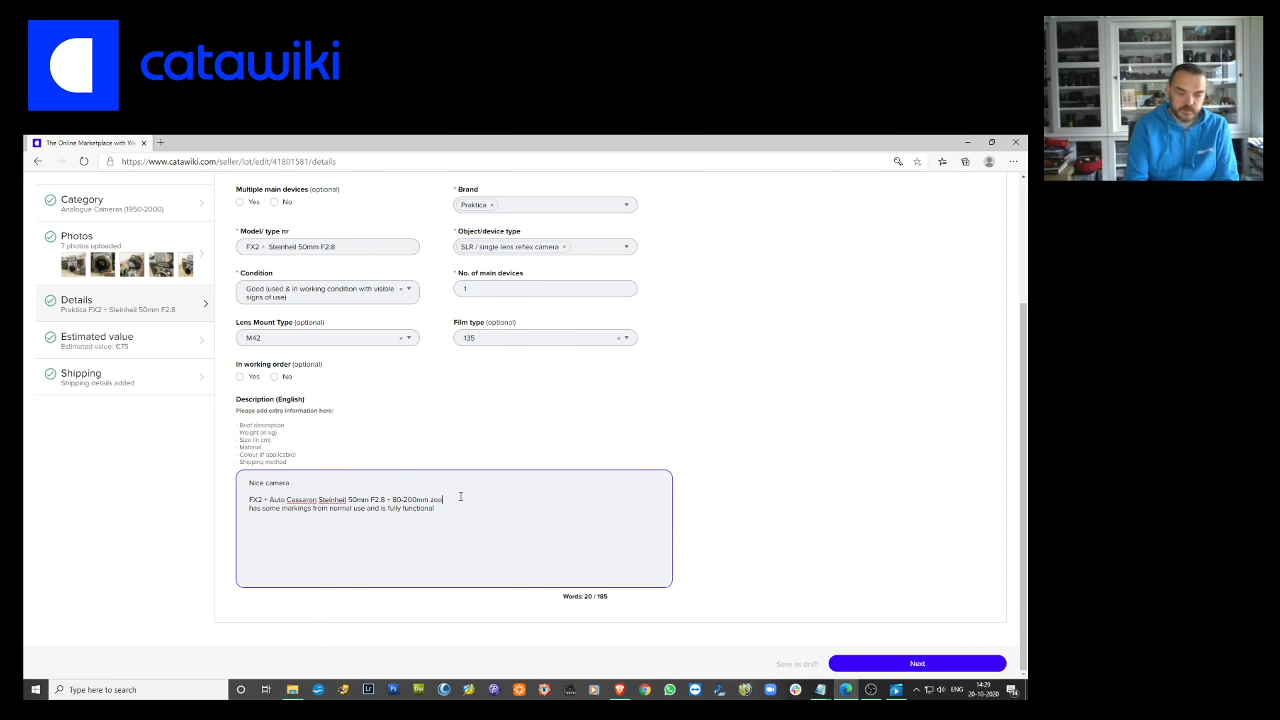 catawiki
The Online Marketplace with We
https://www.catawiki.com/seller/lot/edit/41801581/details
Category
Analogue Cameras (1950-2000)
Photos
7 photos uploaded
Details
Praktica FX2 + Steinheil 50mm F2.8
Estimated value
Estimated value: €75
Shipping
Shipping details added
Multiple main devices (optional)
Yes No
* Brand
Praktica ×
* Model/ type nr
FX2 + Steinheil 50mm F2.8
* Object/device type
SLR / single lens reflex camera ×
* Condition
Good (used & in working condition with visible
signs of use)
* No. of main devices
1
Lens Mount Type (optional)
M42
Film type (optional)
135
In working order (optional)
Yes No
Description (English)
Please add extra information here:
- Brief description
- Weight (in kg)
- Size (in cm)
- Material
- Colour (if applicable)
- Shipping method
Nice camera .
FX2 + Auto Cassaron Steinheil 50mm F2.8 + 80-200mm zoo
has some markings from normal use and is fully functional
Words: 20 / 185
Save as draft
Next
Type here to search
ENG
14:29
20-10-2020